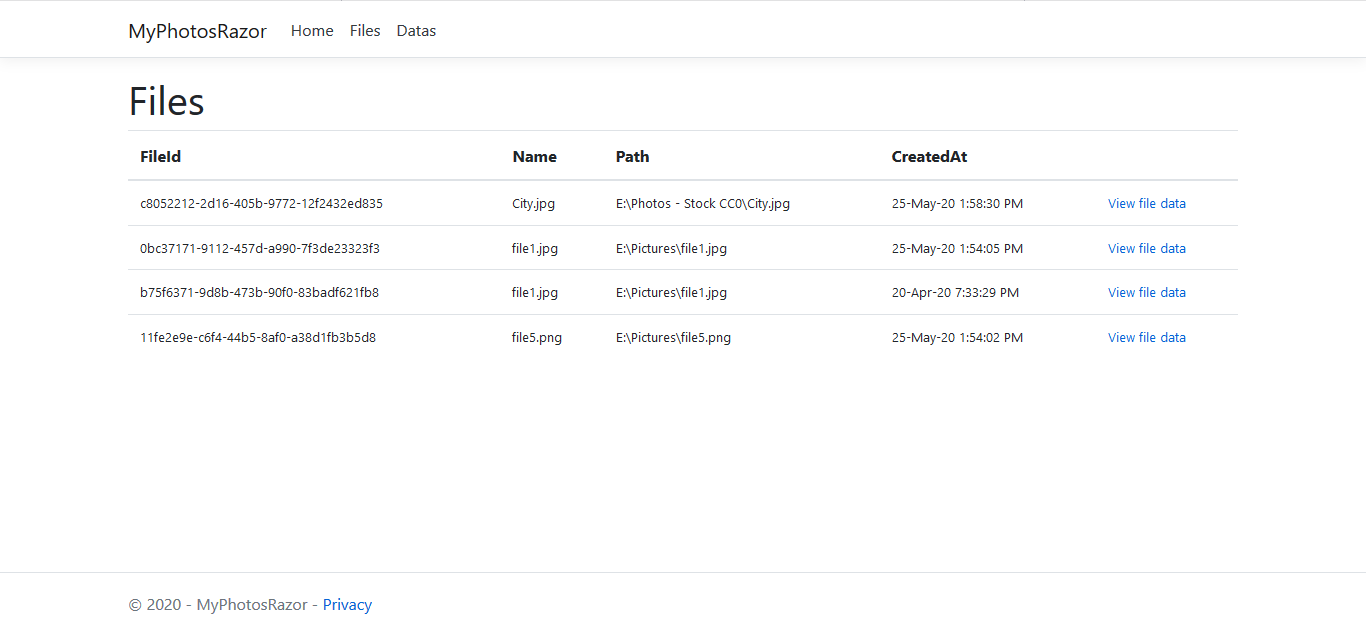 MyPhotosRazor Home Files Datas
Files
FileId Name Path CreatedAt
c8052212-2d16-405b-9772-12f2432ed835 City.jpg E:\Photos - Stock CC0\City.jpg 25-May-20 1:58:30 PM View file data
0bc37171-9112-457d-a990-7f3de23323f3 file1.jpg E:\Pictures\file1.jpg 25-May-20 1:54:05 PM View file data
b75f6371-9d8b-473b-90f0-83badf621fb8 file1.jpg E:\Pictures\file1.jpg 20-Apr-20 7:33:29 PM View file data
11fe2e9e-c6f4-44b5-8af0-a38d1fb3b5d8 file5.png E:\Pictures\file5.png 25-May-20 1:54:02 PM View file data
© 2020 - MyPhotosRazor - Privacy